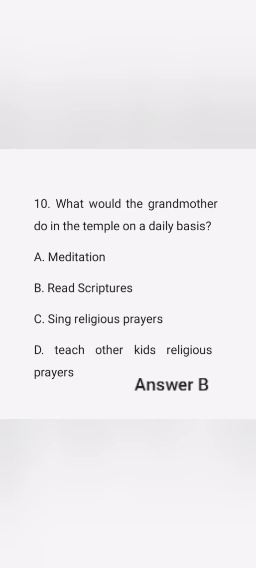 10. What would the grandmother
do in the temple on a daily basis?
A. Meditation
B. Read Scriptures
C. Sing religious prayers
D. teach other kids religious
prayers
Answer B